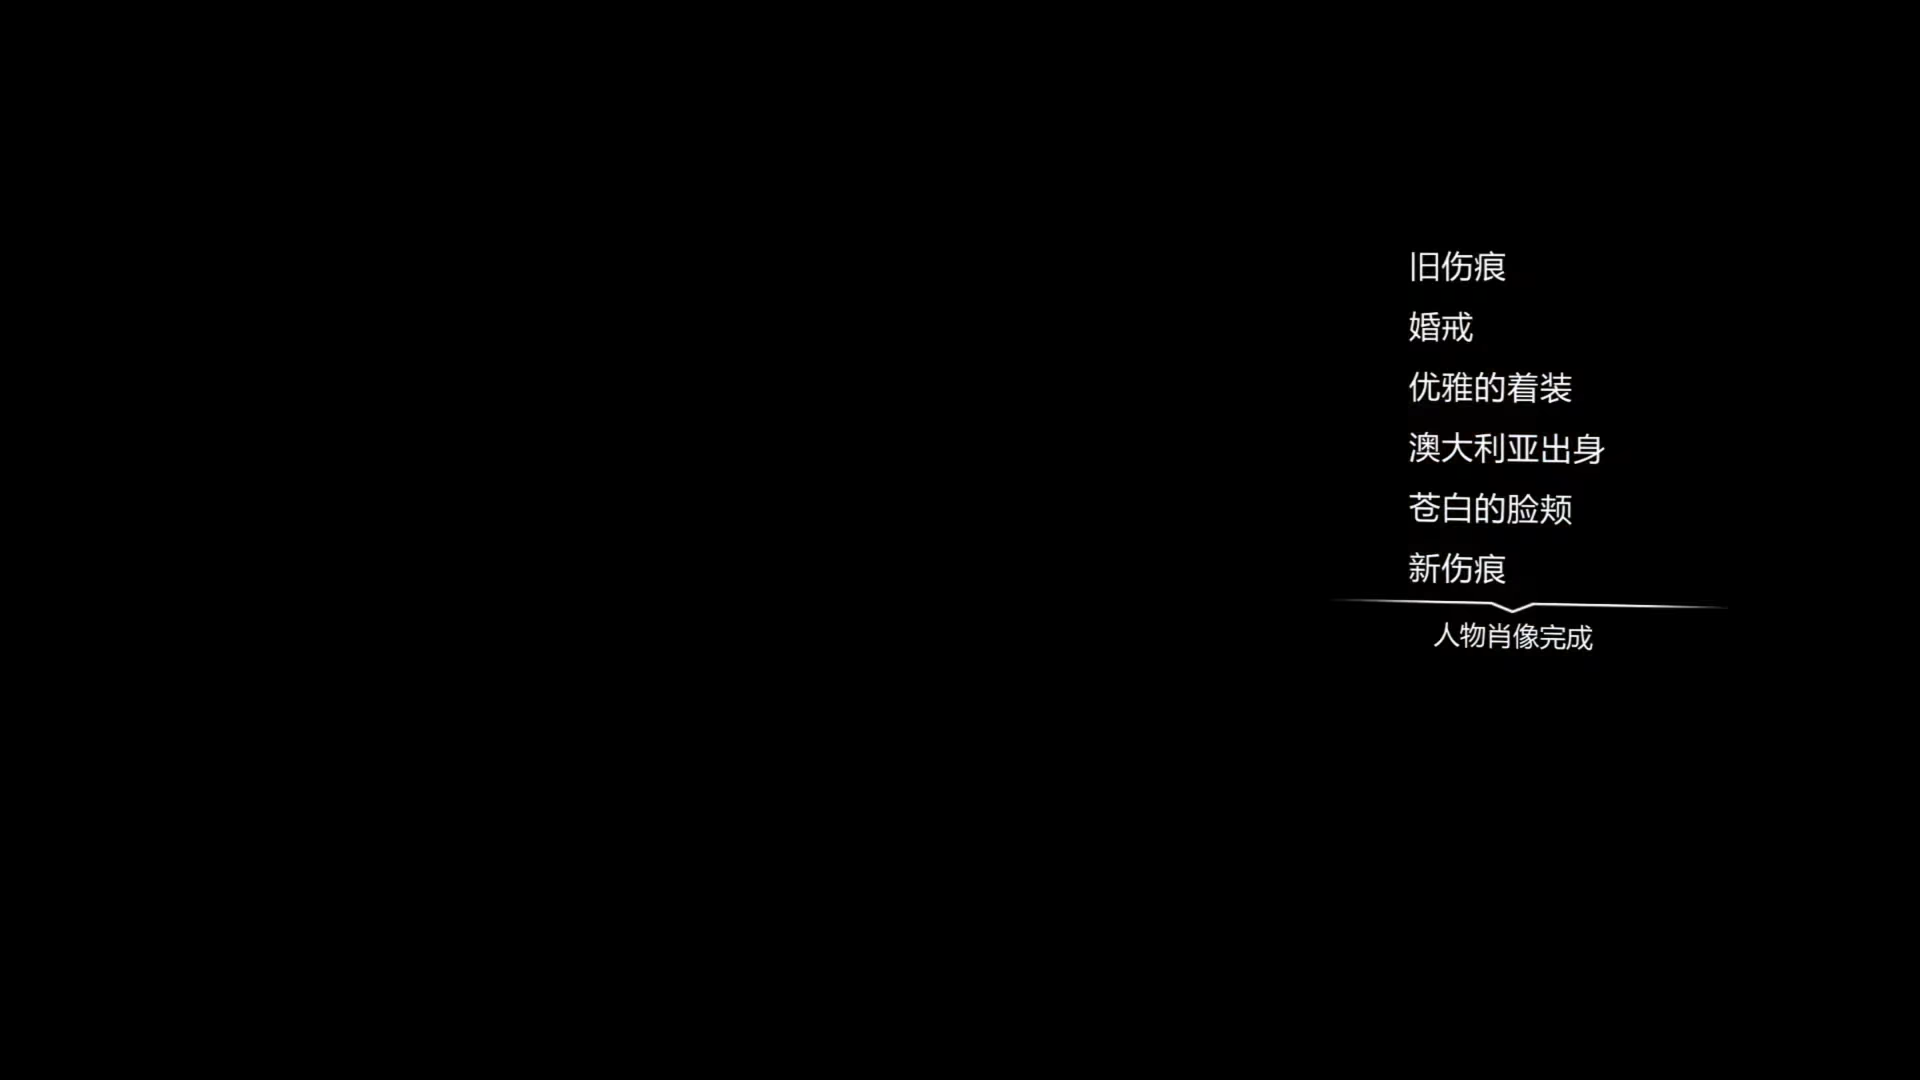 旧伤痕
婚戒
优雅的着装
澳大利亚出身
苍白的脸颊
新伤痕
人物肖像完成